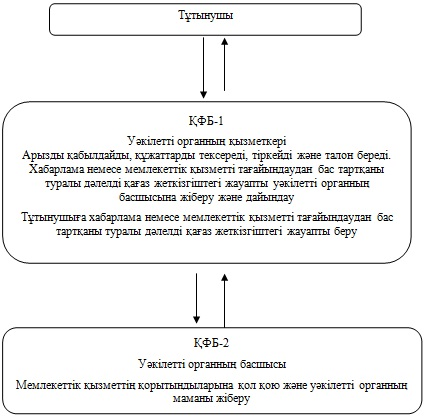 Тұтынушы
ҚФБ-1
Уәкілетті органның қызметкері
Арызды қабылдайды, құжаттарды тексереді, тіркейді және талон береді.
Хабарлама немесе мемлекеттік қызметті тағайындаудан бас тартқаны
туралы дәлелді қағаз жеткізгіштегі жауапты уәкілетті органның
басшысына жіберу және дайындау
Тұтынушыға хабарлама немесе мемлекеттік қызметті тағайындаудан бас
тартқаны туралы дәлелді қағаз жеткізгіштегі жауапты беру
ҚФБ-2
Уәкілетті органның басшысы
Мемлекеттік қызметтің қорытындыларына қол қою және уәкілетті органның
маманы жіберу